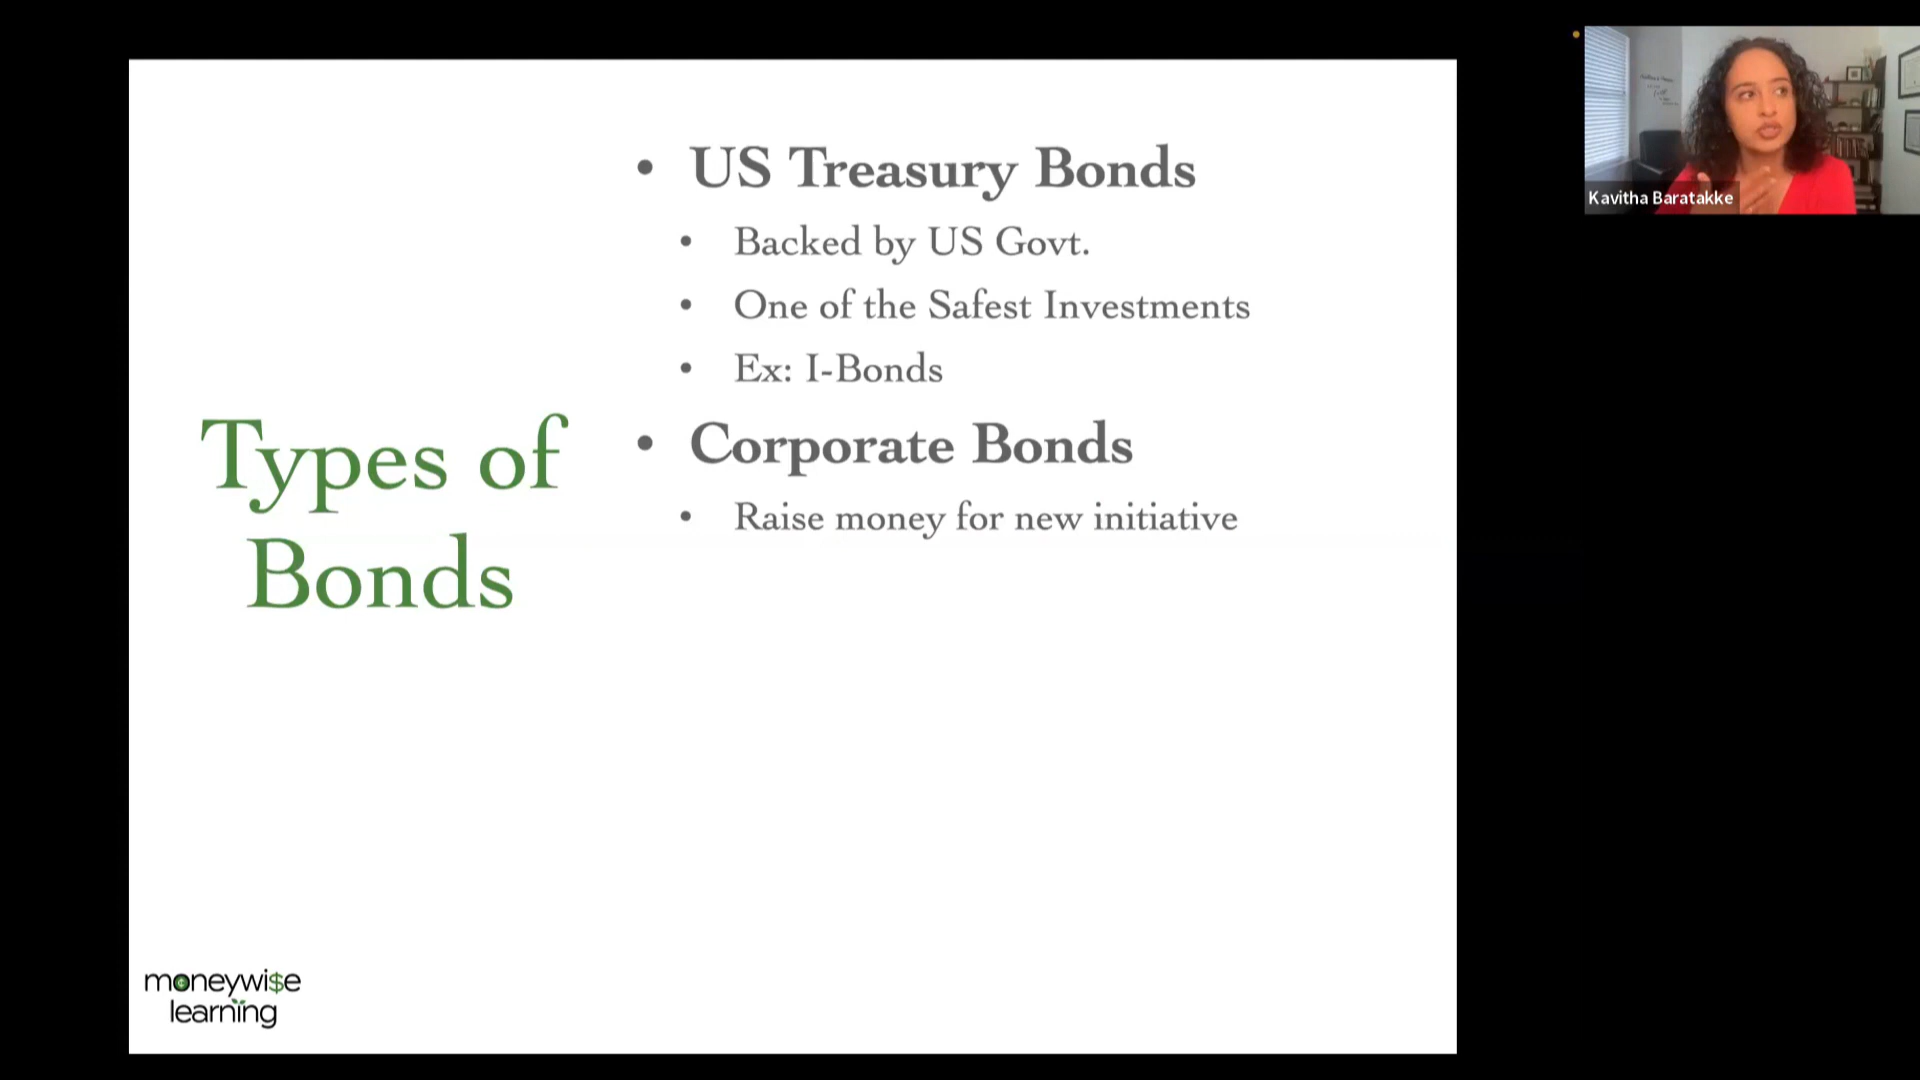 Types of
Bonds
• US Treasury Bonds
• Backed by US Govt.
• One of the Safest Investments
• Ex: I-Bonds
• Corporate Bonds
• Raise money for new initiative
moneywi$e
learning
Kavitha Baratakke